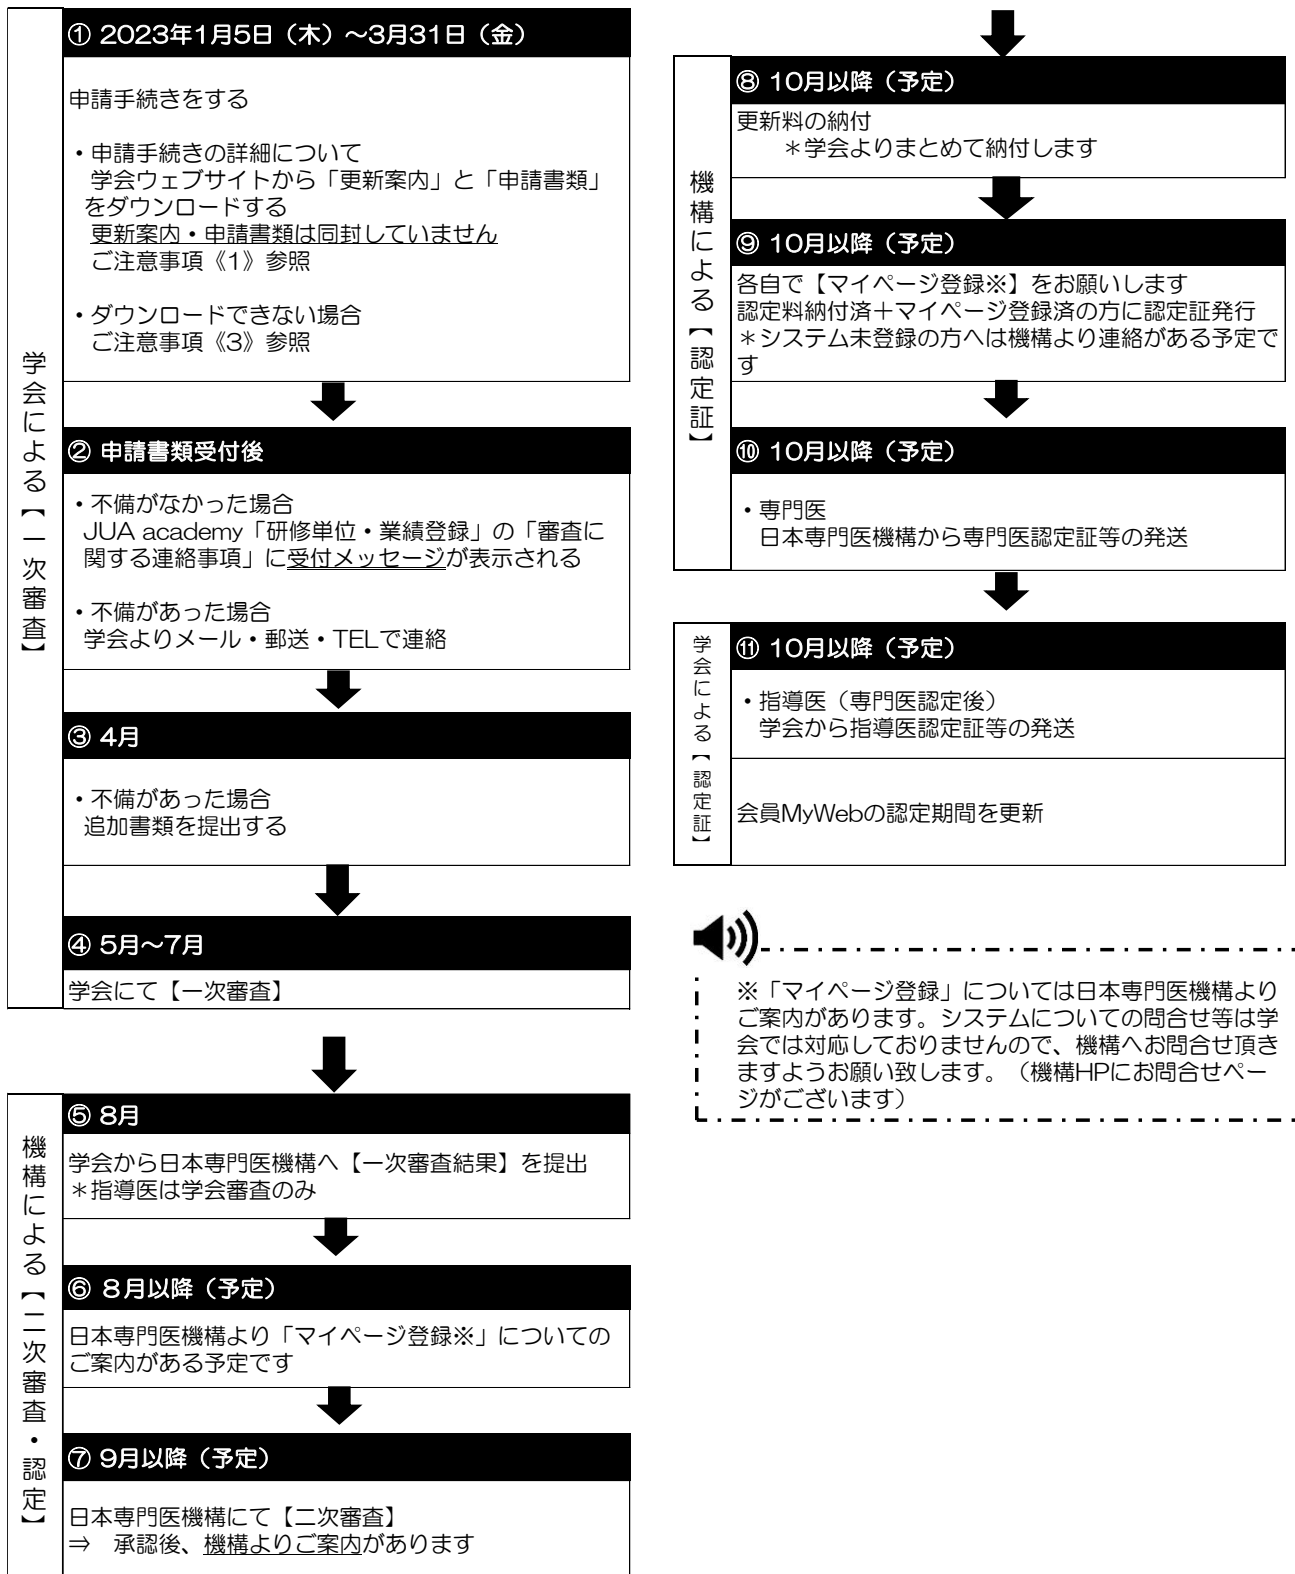 学会による【一次審査】
① 2023年1月5日（木）～3月31日（金）
申請手続きをする
・申請手続きの詳細について
学会ウェブサイトから「更新案内」と「申請書類」
をダウンロードする
更新案内・申請書類は同封していません
ご注意事項《1》参照
・ダウンロードできない場合
ご注意事項《3》参照
② 申請書類受付後
・不備がなかった場合
JUA academy「研修単位・業績登録」の「審査に
関する連絡事項」に受付メッセージが表示される
・不備があった場合
学会よりメール・郵送・TELで連絡
③ 4月
・不備があった場合
追加書類を提出する
④ 5月～7月
学会にて【一次審査】
機構による【二次審査・認定】
⑤ 8月
学会から日本専門医機構へ【一次審査結果】を提出
＊指導医は学会審査のみ
⑥ 8月以降（予定）
日本専門医機構より「マイページ登録※」についての
ご案内がある予定です
⑦ 9月以降（予定）
日本専門医機構にて【二次審査】
⇒　承認後、機構よりご案内があります
機構による【認定証】
⑧ 10月以降（予定）
更新料の納付
＊学会よりまとめて納付します
⑨ 10月以降（予定）
各自で【マイページ登録※】をお願いします
認定料納付済＋マイページ登録済の方に認定証発行
＊システム未登録の方へは機構より連絡がある予定で
す
⑩ 10月以降（予定）
・専門医
日本専門医機構から専門医認定証等の発送
学会による【認定証】
⑪ 10月以降（予定）
・指導医（専門医認定後）
学会から指導医認定証等の発送
会員MyWebの認定期間を更新
※「マイページ登録」については日本専門医機構より
ご案内があります。システムについての問合せ等は学
会では対応しておりませんので、機構へお問合せ頂き
ますようお願い致します。（機構HPにお問合せペー
ジがございます）